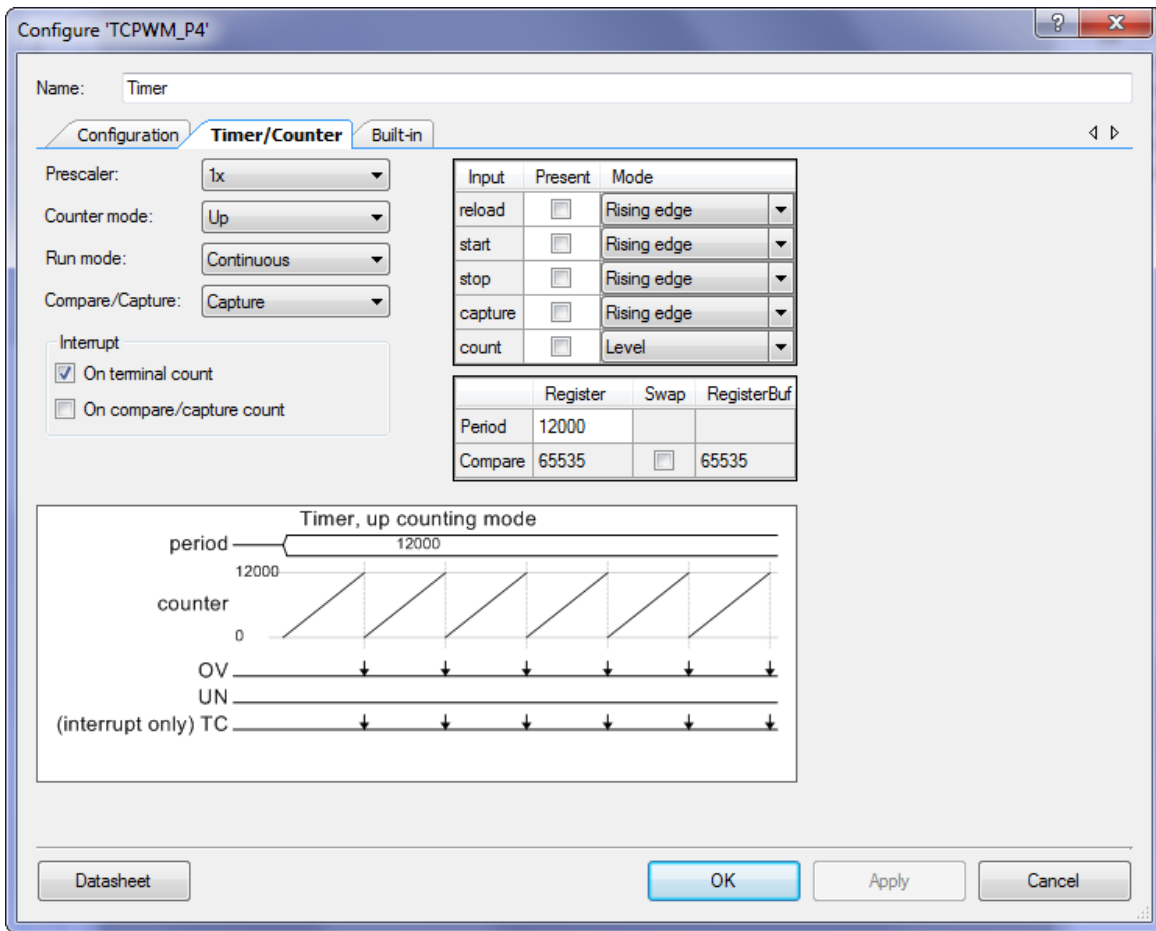 Configure 'TCPWM_P4'
Name: Timer
Configuration Timer/Counter Built-in
Prescaler: 1x
Counter mode: Up
Run mode: Continuous
Compare/Capture: Capture
Interrupt
On terminal count
On compare/capture count
Input Present Mode
reload Rising edge
start Rising edge
stop Rising edge
capture Rising edge
count Level
Register Swap RegisterBuf
Period 12000
Compare 65535 65535
Timer, up counting mode
period 12000
12000
counter
0
OV
UN
(interrupt only) TC
Datasheet OK Apply Cancel